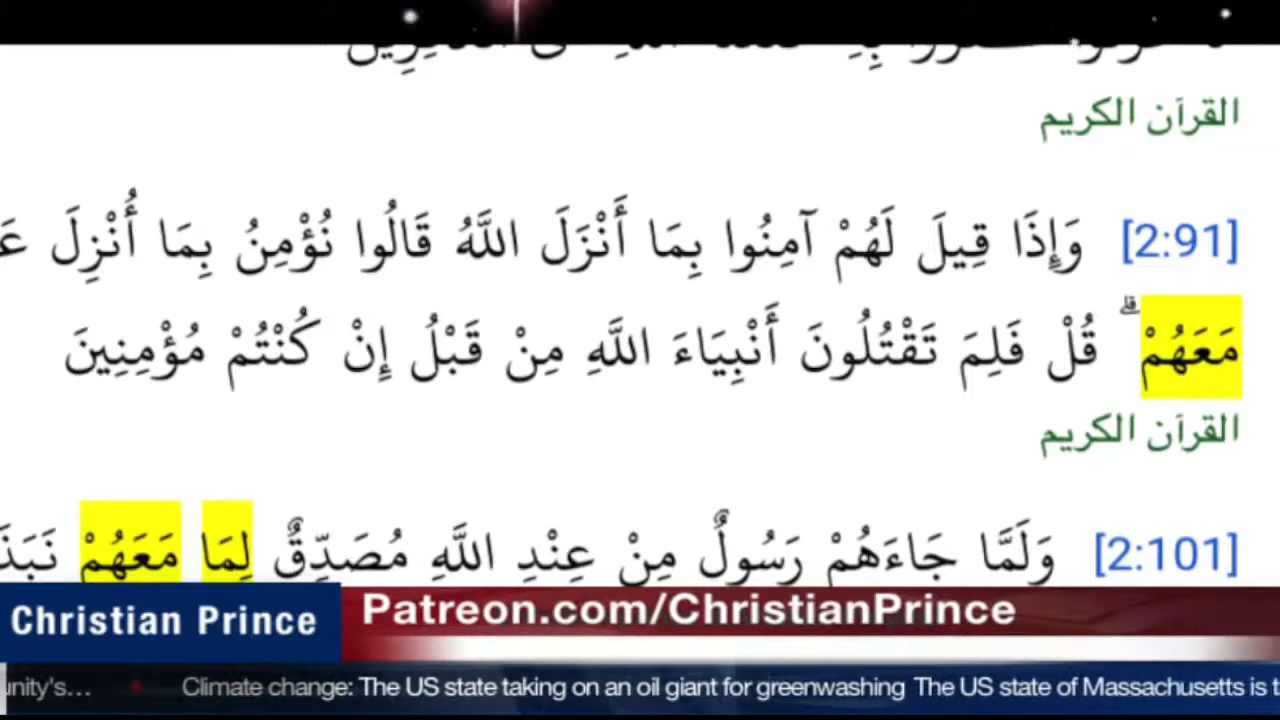 القرآن الكريم
[2:91] وَإِذَا قِيلَ لَهُمْ آمِنُوا بِمَا أَنْزَلَ اللَّهُ قَالُوا نُؤْمِنُ بِمَا أُنْزِلَ
مَعَهُمْ ۗ قُلْ فَلِمَ تَقْتُلُونَ أَنْبِيَاءَ اللَّهِ مِنْ قَبْلُ إِنْ كُنْتُمْ مُؤْمِنِينَ
القرآن الكريم
[2:101] وَلَمَّا جَاءَهُمْ رَسُولٌ مِنْ عِنْدِ اللَّهِ مُصَدِّقٌ لِمَا مَعَهُمْ
Christian Prince
Patreon.com/ChristianPrince
unity's... Climate change: The US state taking on an oil giant for greenwashing The US state of Massachusetts is t